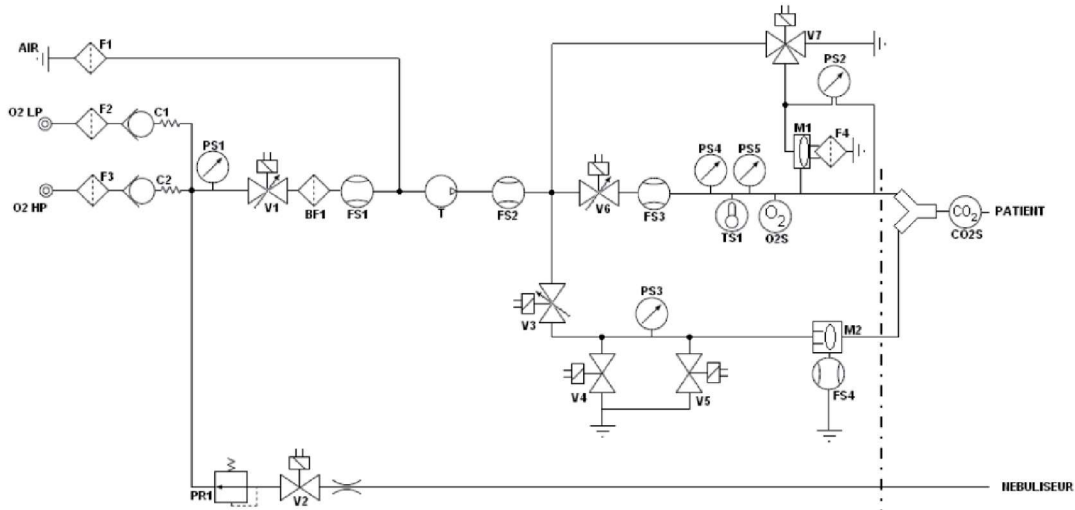 AIR
F1
V7
PS2
O2 LP
F2
C1
M1
F4
PS1
PS4
PS5
O2 HP
F3
C2
V1
BF1
FS1
T
FS2
V6
FS3
TS1
O2
O2S
CO2
CO2S
PATIENT
V3
PS3
M2
V4
V5
FS4
PR1
V2
NEBULISEUR